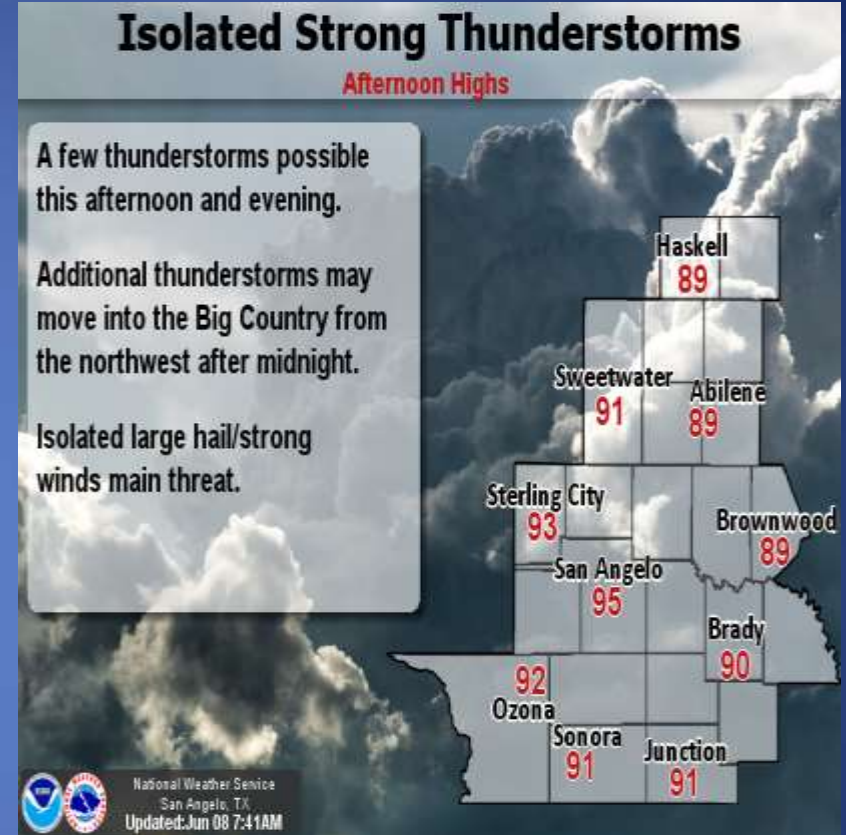 Isolated Strong Thunderstorms
Afternoon Highs
A few thunderstorms possible
this afternoon and evening.
Additional thunderstorms may
move into the Big Country from
the northwest after midnight.
Isolated large hail/strong
winds main threat.
Haskell
89
Sweetwater
91
Abilene
89
Sterling City
93
Brownwood
89
San Angelo
95
Brady
90
92
Ozona
Sonora
91
Junction
91
National Weather Service
San Angelo, TX
Updated:Jun 08 7:41AM